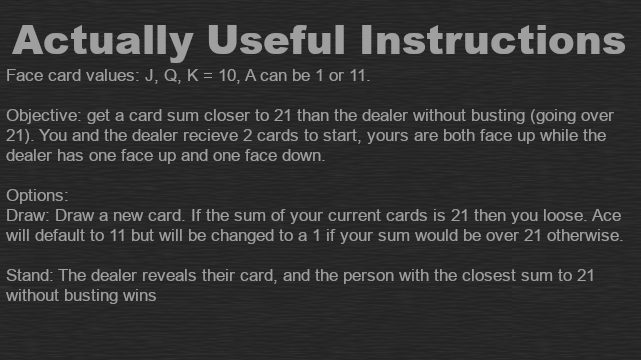 Actually Useful Instructions
Face card values: J, Q, K = 10, A can be 1 or 11.
Objective: get a card sum closer to 21 than the dealer without busting (going over
21). You and the dealer recieve 2 cards to start, yours are both face up while the
dealer has one face up and one face down.
Options:
Draw: Draw a new card. If the sum of your current cards is 21 then you loose. Ace
will default to 11 but will be changed to a 1 if your sum would be over 21 otherwise.
Stand: The dealer reveals their card, and the person with the closest sum to 21
without busting wins